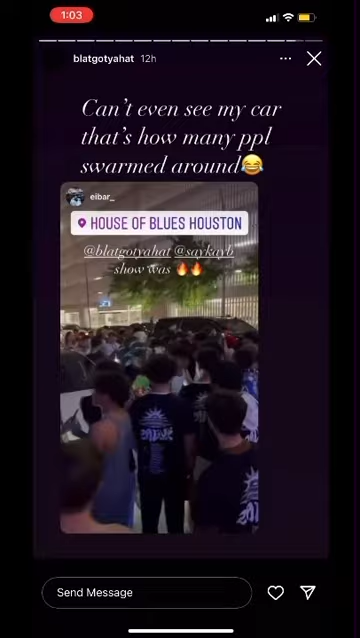 1:03
blatgotyahat 12h
Can't even see my car
that's how many ppl
swarmed around😂
eibar_
HOUSE OF BLUES HOUSTON
@blatgotyahat @saykayb
show was 🔥🔥
Send Message